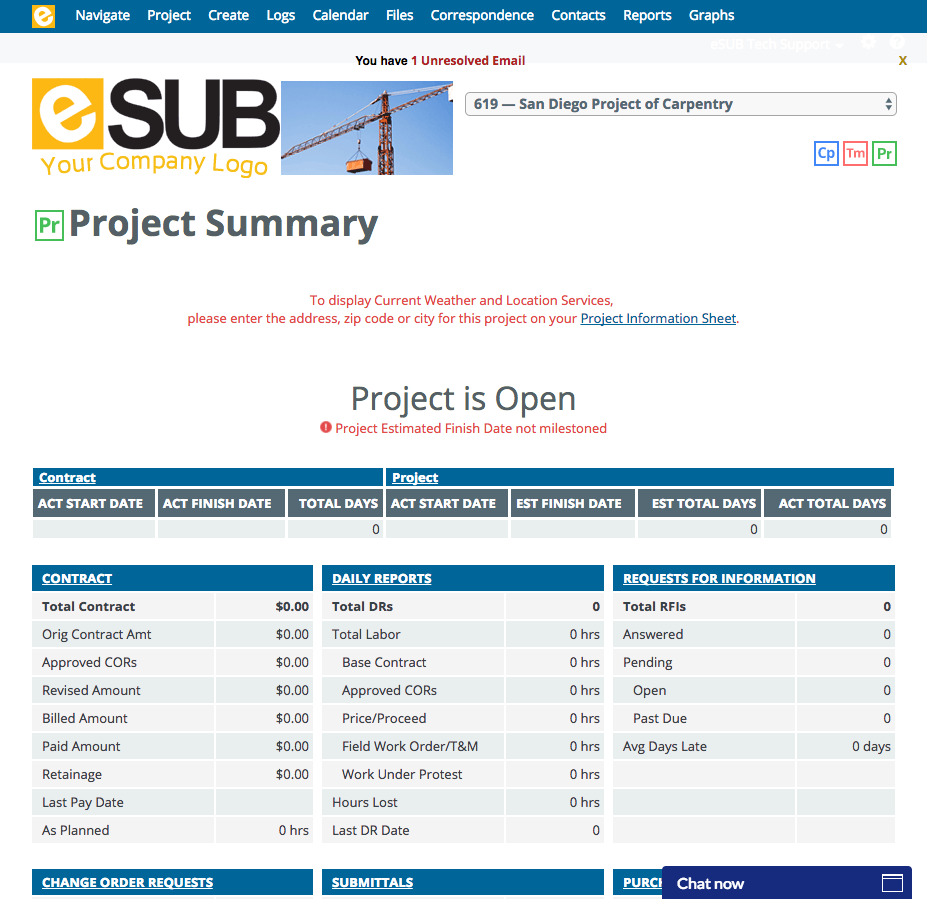 e Navigate Project Create Logs Calendar Files Correspondence Contacts Reports Graphs
eSUB Tech Support
You have 1 Unresolved Email X
eSUB
Your Company Logo
619 — San Diego Project of Carpentry
Cp Tm Pr
Pr Project Summary
To display Current Weather and Location Services,
please enter the address, zip code or city for this project on your Project Information Sheet.
Project is Open
Project Estimated Finish Date not milestoned
Contract Project
ACT START DATE ACT FINISH DATE TOTAL DAYS ACT START DATE EST FINISH DATE EST TOTAL DAYS ACT TOTAL DAYS
0 0 0
CONTRACT
Total Contract $0.00
Orig Contract Amt $0.00
Approved CORs $0.00
Revised Amount $0.00
Billed Amount $0.00
Paid Amount $0.00
Retainage $0.00
Last Pay Date
As Planned 0 hrs
DAILY REPORTS
Total DRs 0
Total Labor 0 hrs
Base Contract 0 hrs
Approved CORs 0 hrs
Price/Proceed 0 hrs
Field Work Order/T&M 0 hrs
Work Under Protest 0 hrs
Hours Lost 0 hrs
Last DR Date 0
REQUESTS FOR INFORMATION
Total RFIs 0
Answered 0
Pending 0
Open 0
Past Due 0
Avg Days Late 0 days
CHANGE ORDER REQUESTS SUBMITTALS PURCH
Chat now